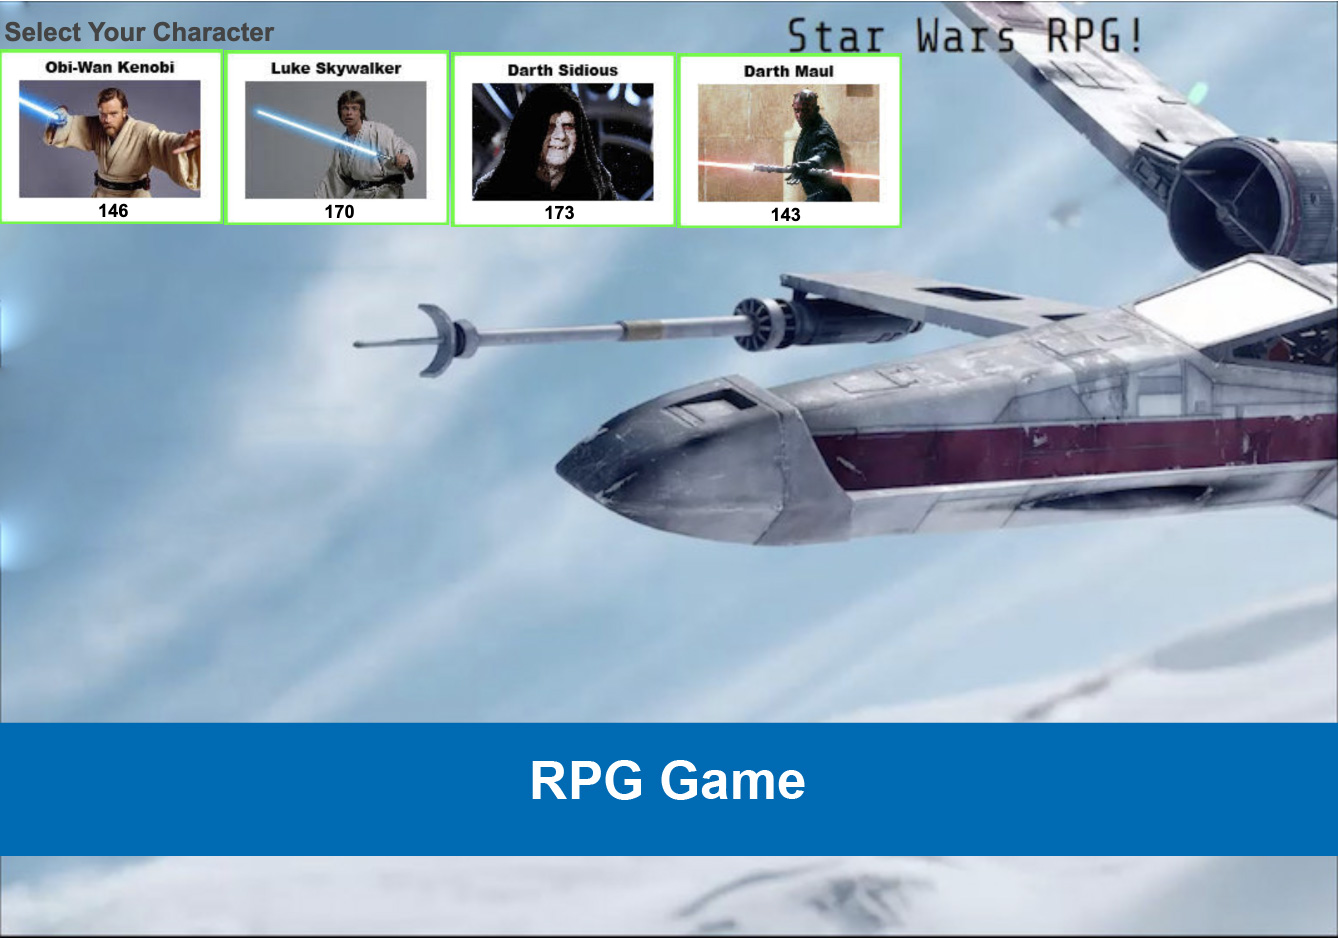 Select Your Character
Star Wars RPG!
Obi-Wan Kenobi
146
Luke Skywalker
170
Darth Sidious
173
Darth Maul
143
RPG Game